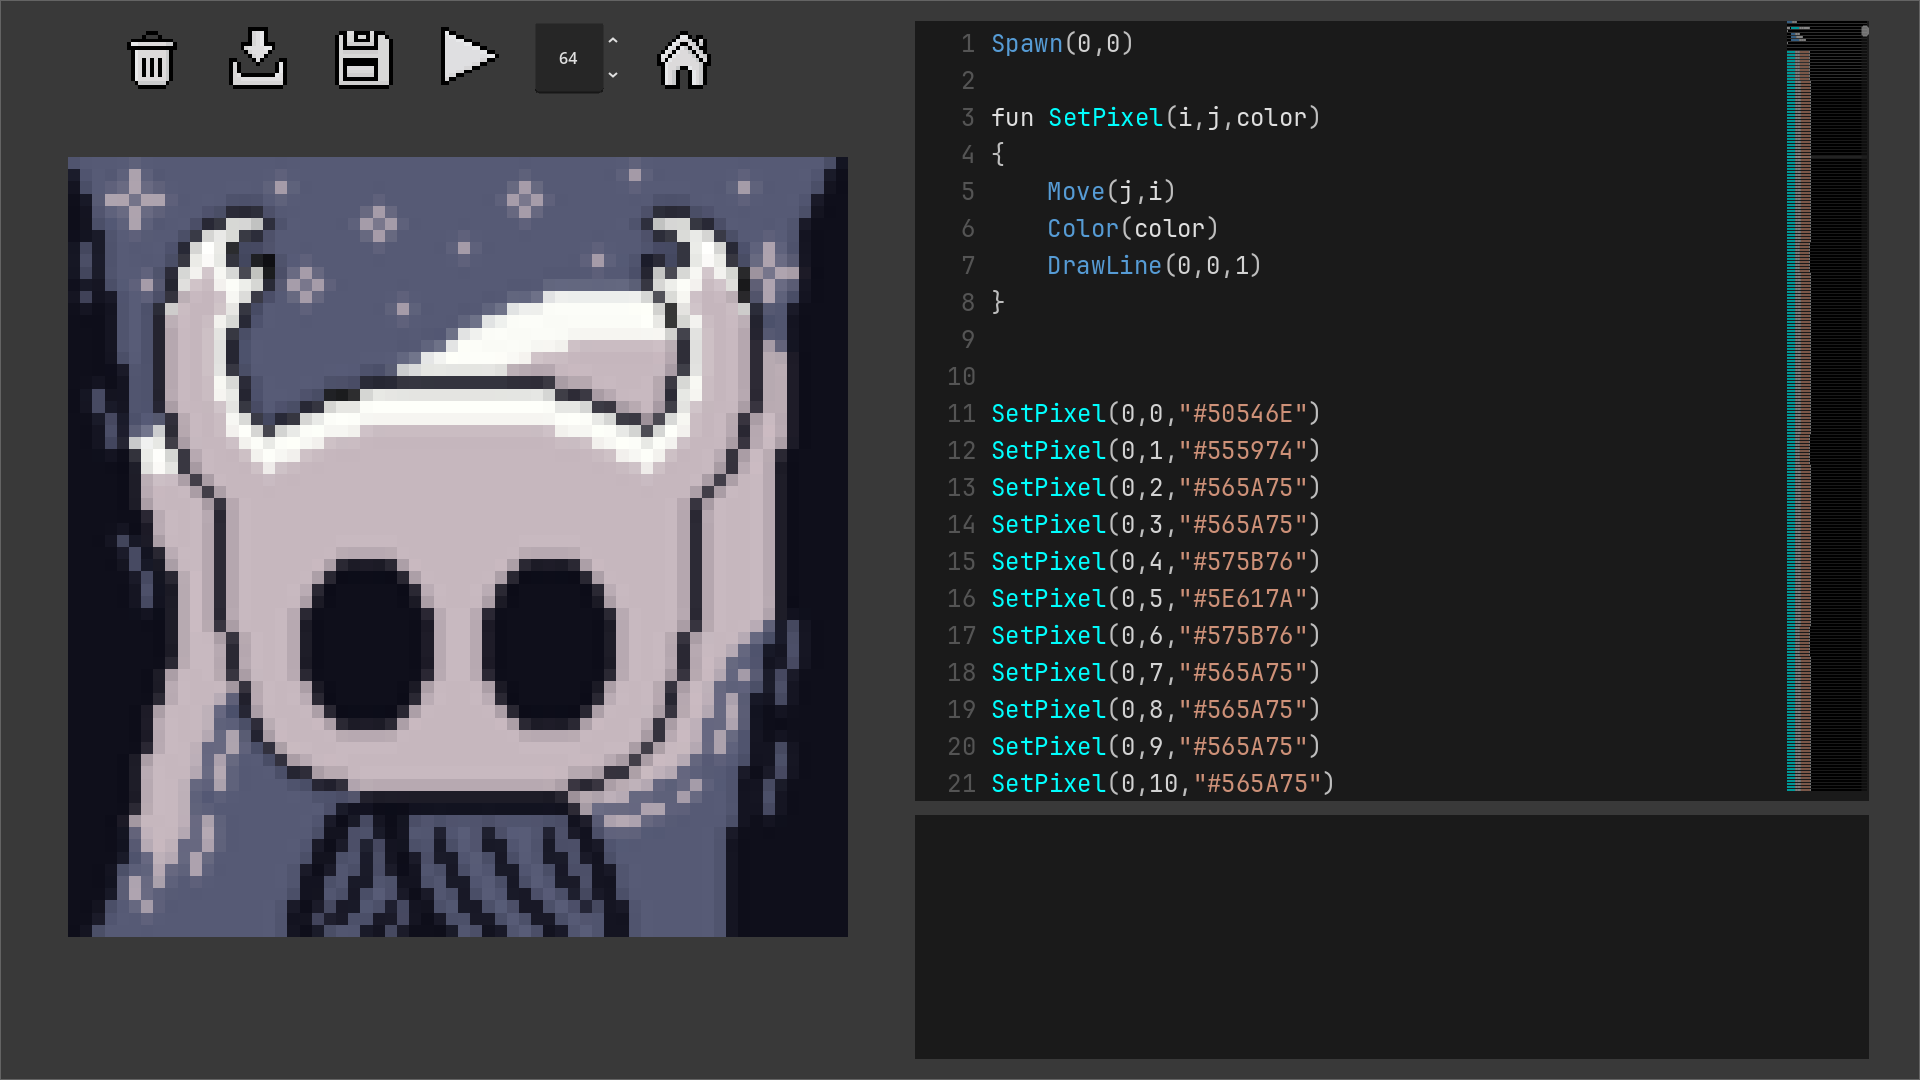 64
1 Spawn(0,0)
2
3 fun SetPixel(i,j,color)
4 {
5     Move(j,i)
6     Color(color)
7     DrawLine(0,0,1)
8 }
9
10
11 SetPixel(0,0,"#50546E")
12 SetPixel(0,1,"#555974")
13 SetPixel(0,2,"#565A75")
14 SetPixel(0,3,"#565A75")
15 SetPixel(0,4,"#575B76")
16 SetPixel(0,5,"#5E617A")
17 SetPixel(0,6,"#575B76")
18 SetPixel(0,7,"#565A75")
19 SetPixel(0,8,"#565A75")
20 SetPixel(0,9,"#565A75")
21 SetPixel(0,10,"#565A75")